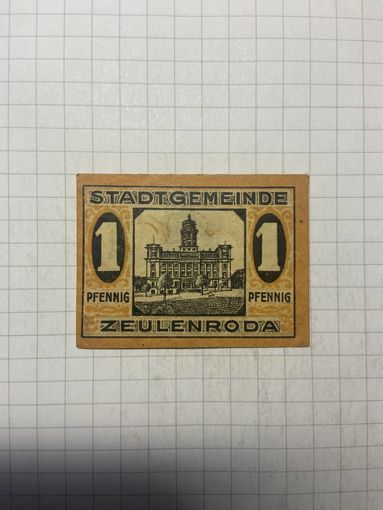 STADTGEMEINDE
1 1
PFENNIG PFENNIG
ZEULENRODA